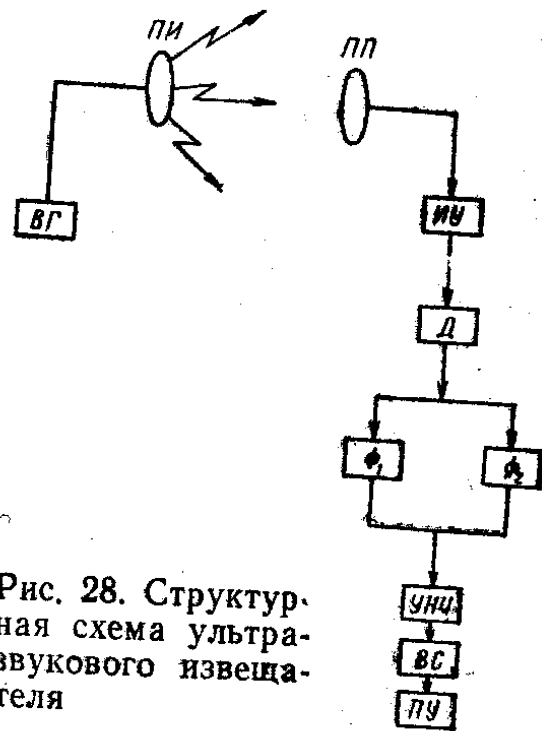 ПИ
ПП
ВГ
ИУ
Д
Ф₁
Ф₂
УНЧ
ВС
ПУ
Рис. 28. Структур-
ная схема ультра-
звукового извеща-
теля